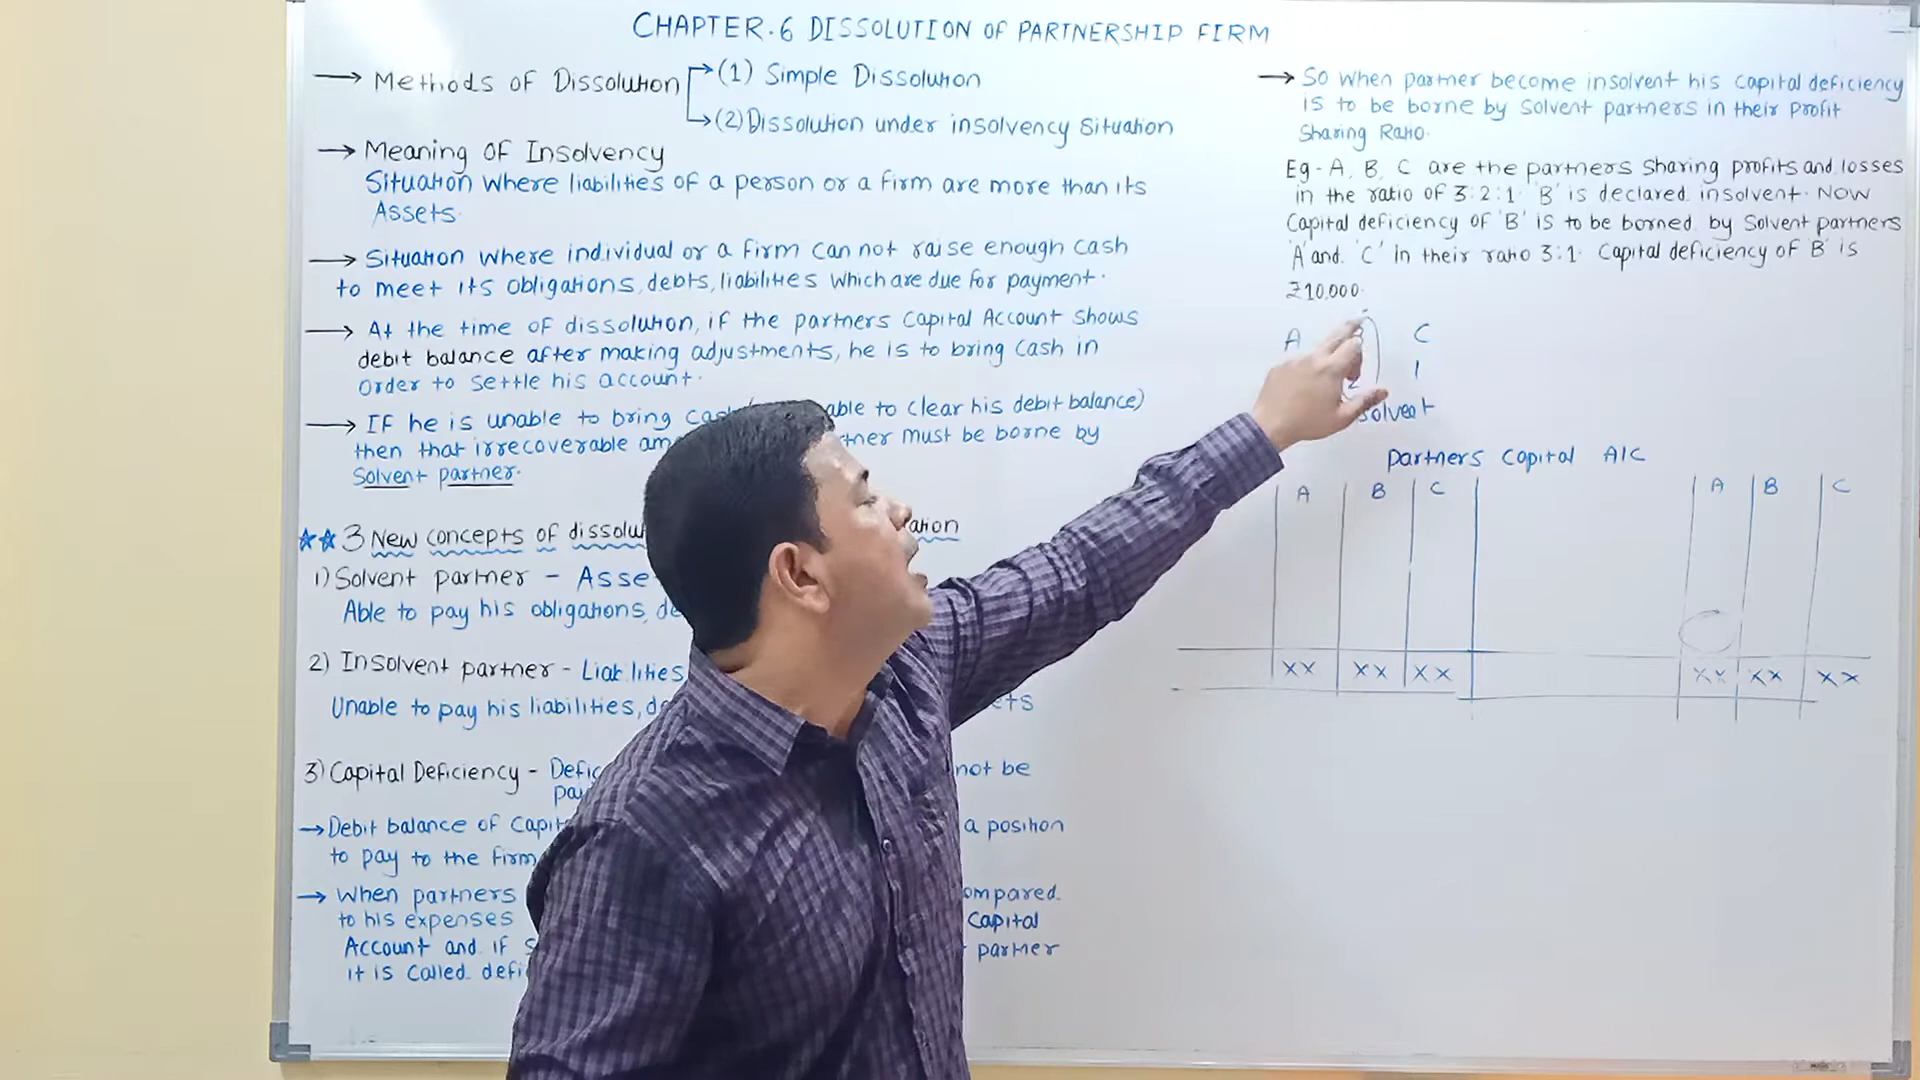 CHAPTER.6 DISSOLUTION OF PARTNERSHIP FIRM
→ Methods of Dissolution
→ (1) Simple Dissolution
→ (2) Dissolution under insolvency Situation
→ Meaning OF Insolvency
Situation where liabilities of a person or a firm are more than its
Assets.
→ Situation where individual or a firm can not raise enough cash
to meet its obligations, debts, liabilities which are due for payment.
→ At the time of dissolution, if the partners Capital Account shows
debit balance after making adjustments, he is to bring cash in
order to settle his account.
→ IF he is unable to bring able to clear his debit balance)
then that irrecoverable must be borne by
Solvent partner.
★★ 3 New concepts of
1) Solvent partner -
Able to pay his obligations,
2) Insolvent partner - Liabilities
Unable to pay his liabilities,
3) Capital Deficiency - not be
→ Debit balance of a position
to pay to the firm
→ When partners
to his expenses Capital
Account and if partner
it is called
→ So when partner become insolvent his capital deficiency
is to be borne by Solvent partners in their profit
Sharing Ratio.
Eg - A, B, C are the partners sharing profits and losses
in the ratio of 3:2:1. 'B' is declared insolvent. Now
Capital deficiency of 'B' is to be borned by Solvent partners
'A' and 'C' in their ratio 3:1. Capital deficiency of 'B' is
₹10,000.
A C
2 1
Partners Capital A/C
A B C A B C
XX XX XX XX XX XX